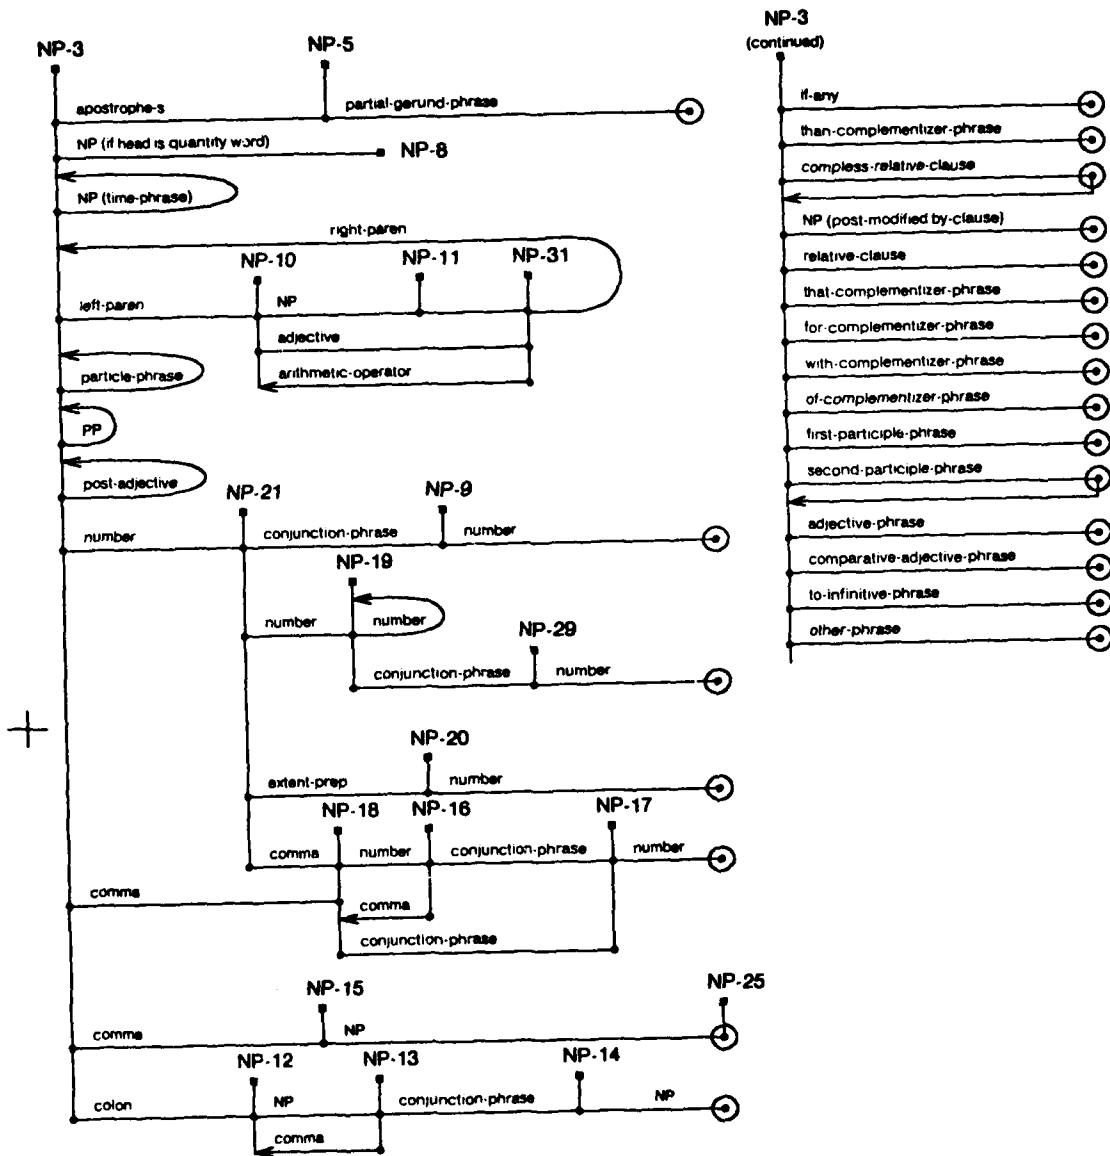 NP-3
NP-5
apostrophe-s
partial-gerund-phrase
NP (if head is quantity word)
NP-8
NP (time-phrase)
right-paren
NP-10
NP-11
NP-31
left-paren
NP
adjective
arithmetic-operator
particle-phrase
PP
post-adjective
NP-21
NP-9
number
conjunction-phrase
number
NP-19
number
number
NP-29
conjunction-phrase
number
NP-20
extent-prep
number
NP-18
NP-16
NP-17
comma
number
conjunction-phrase
number
comma
comma
conjunction-phrase
NP-15
NP-25
comma
NP
NP-12
NP-13
NP-14
colon
NP
conjunction-phrase
NP
comma
NP-3
(continued)
if-any
than-complementizer-phrase
compless-relative-clause
NP (post-modified by-clause)
relative-clause
that-complementizer-phrase
for-complementizer-phrase
with-complementizer-phrase
of-complementizer-phrase
first-participle-phrase
second-participle-phrase
adjective-phrase
comparative-adjective-phrase
to-infinitive-phrase
other-phrase